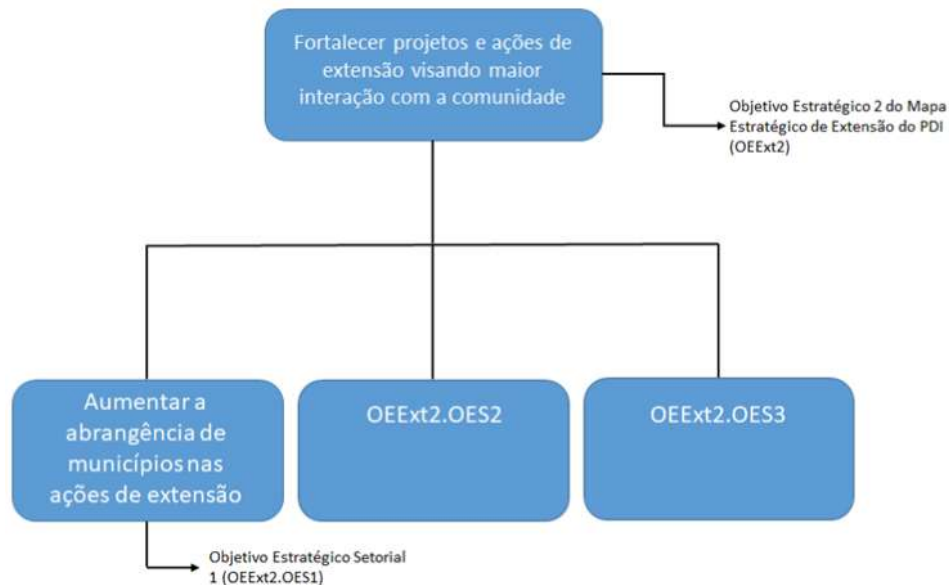 Fortalecer projetos e ações de
extensão visando maior
interação com a comunidade
Objetivo Estratégico 2 do Mapa
Estratégico de Extensão do PDI
(OEExt2)
Aumentar a
abrangência de
municípios nas
ações de extensão
OEExt2.OES2
OEExt2.OES3
Objetivo Estratégico Setorial
1 (OEExt2.OES1)